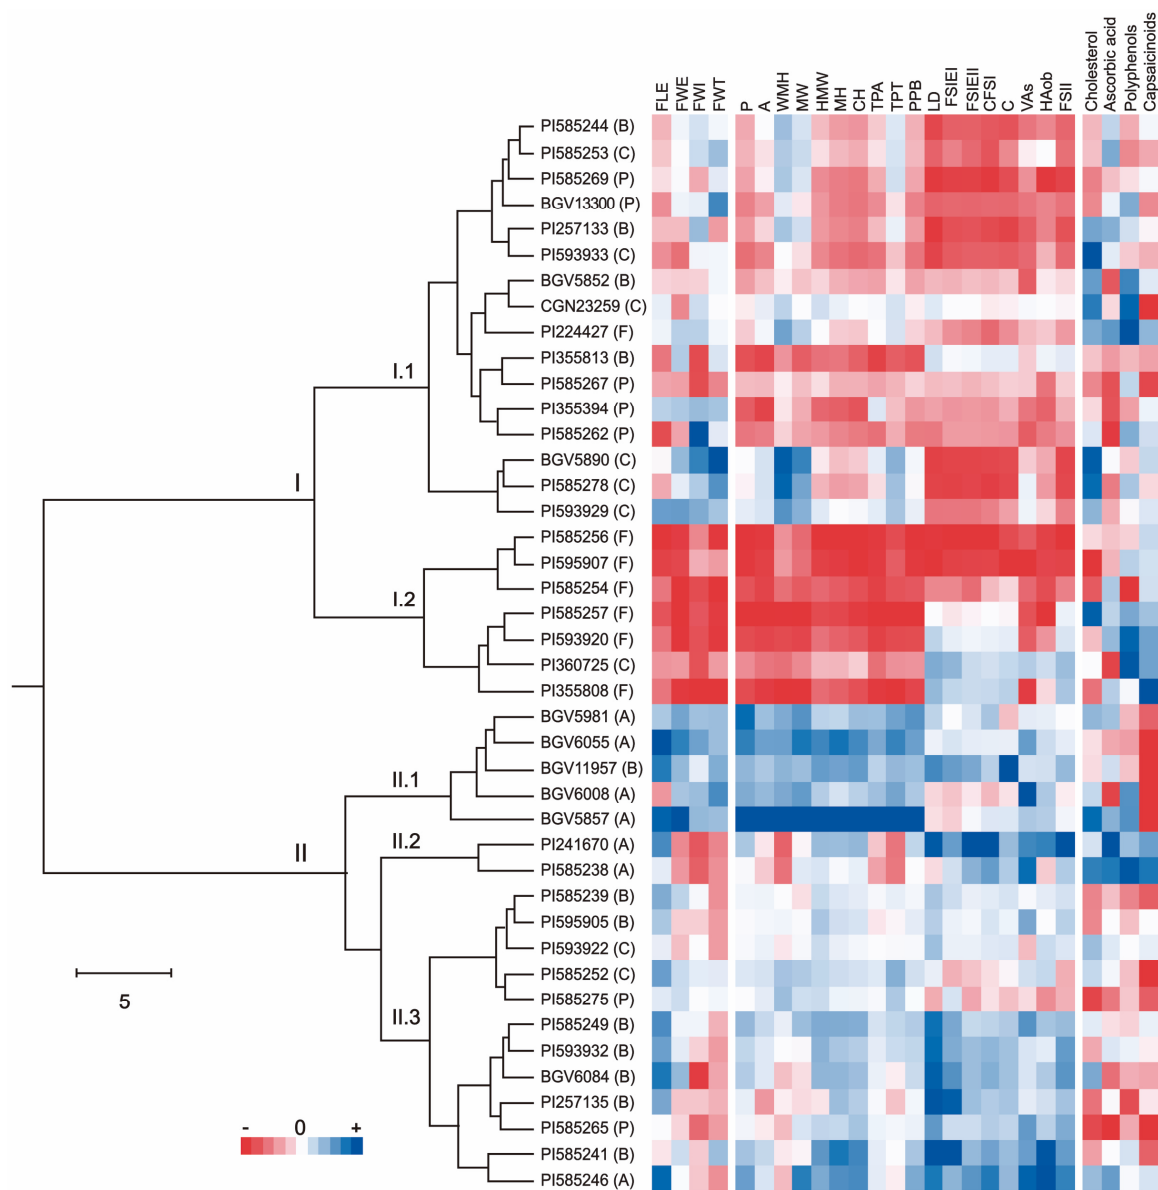 FLE
FWE
FWI
FWT
P
A
WMH
MW
HMW
MH
CH
TPA
TPT
PPB
LD
FSIEI
FSIEII
CFSI
C
VAs
HAob
FSII
Cholesterol
Ascorbic acid
Polyphenols
Capsaicinoids
PI585244 (B)
PI585253 (C)
PI585269 (P)
BGV13300 (P)
PI257133 (B)
PI593933 (C)
BGV5852 (B)
CGN23259 (C)
PI224427 (F)
PI355813 (B)
I.1
PI585267 (P)
PI355394 (P)
PI585262 (P)
BGV5890 (C)
I
PI585278 (C)
PI593929 (C)
PI585256 (F)
PI595907 (F)
PI585254 (F)
I.2
PI585257 (F)
PI593920 (F)
PI360725 (C)
PI355808 (F)
BGV5981 (A)
BGV6055 (A)
BGV11957 (B)
II.1
BGV6008 (A)
BGV5857 (A)
II.2
PI241670 (A)
II
PI585238 (A)
PI585239 (B)
PI595905 (B)
PI593922 (C)
PI585252 (C)
5
PI585275 (P)
II.3
PI585249 (B)
PI593932 (B)
BGV6084 (B)
PI257135 (B)
PI585265 (P)
- 0 +
PI585241 (B)
PI585246 (A)